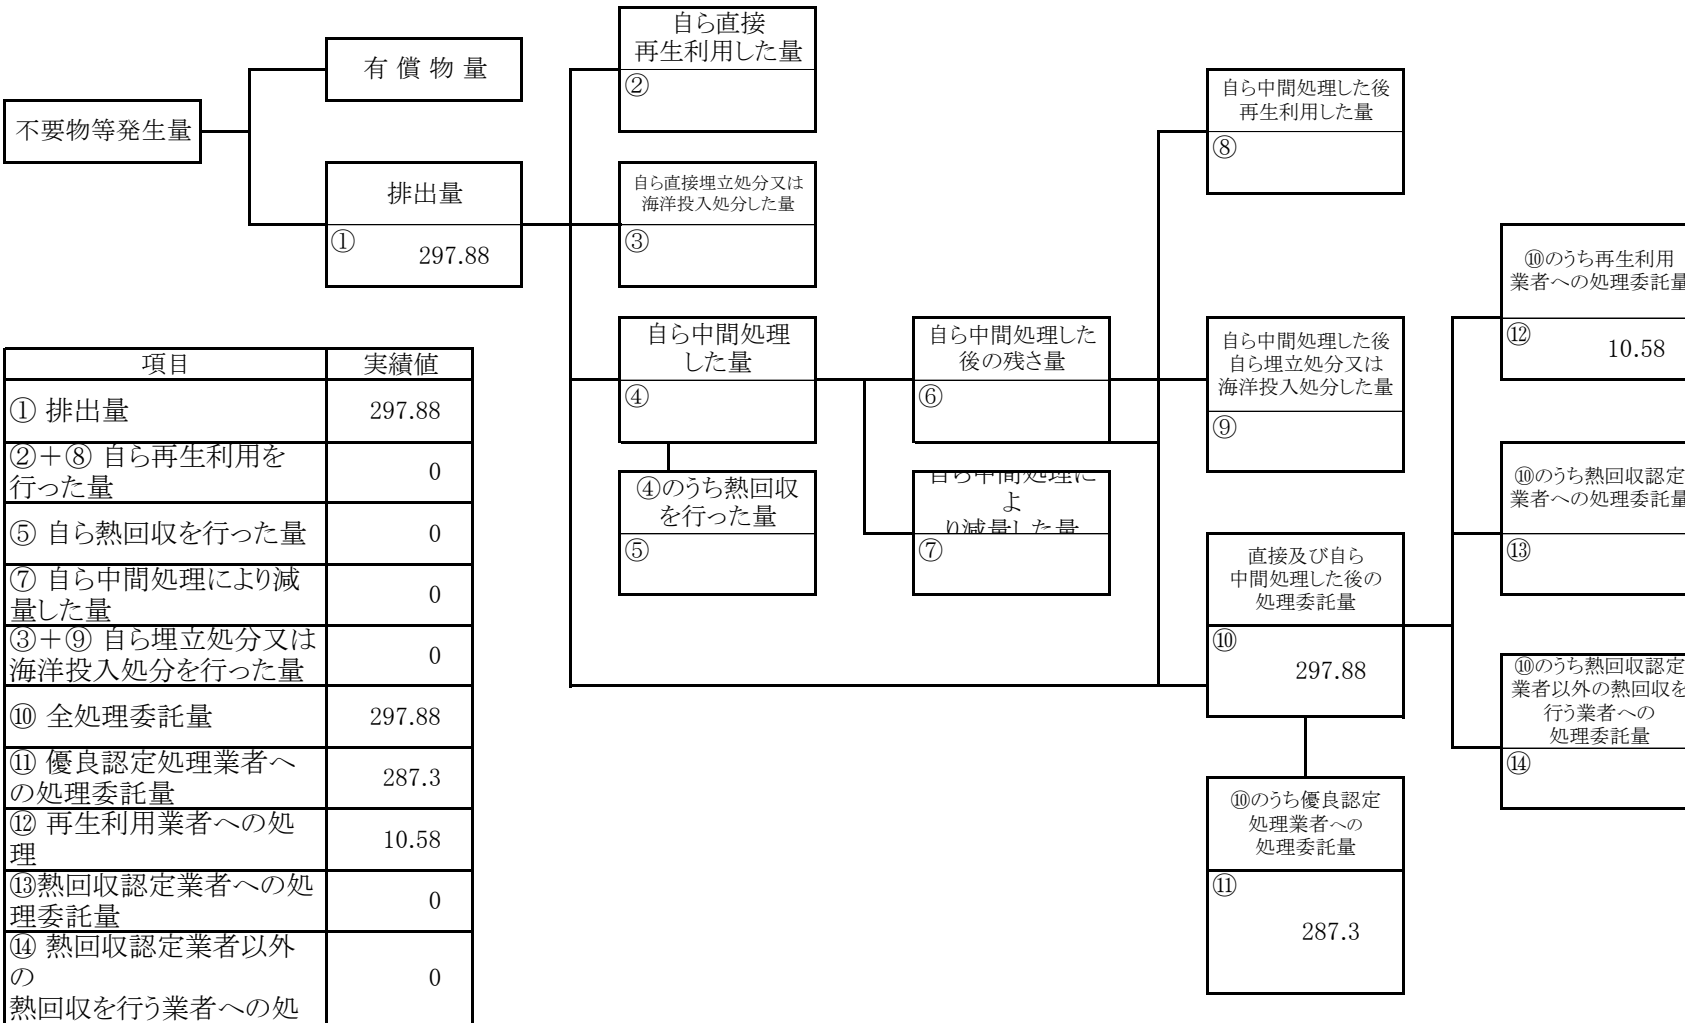 自ら直接
再生利用した量
②
有 償 物 量
不要物等発生量
排出量
①
297.88
自ら直接埋立処分又は
海洋投入処分した量
③
自ら中間処理した後
再生利用した量
⑧
自ら中間処理
した量
④
自ら中間処理した
後の残さ量
⑥
自ら中間処理した後
自ら埋立処分又は
海洋投入処分した量
⑨
④のうち熱回収
を行った量
⑤
自ら中間処理に
よ
り減量した量
⑦
直接及び自ら
中間処理した後の
処理委託量
⑩
297.88
⑩のうち優良認定
処理業者への
処理委託量
⑪
287.3
⑩のうち再生利用
業者への処理委託量
⑫
10.58
⑩のうち熱回収認定
業者への処理委託量
⑬
⑩のうち熱回収認定
業者以外の熱回収を
行う業者への
処理委託量
⑭
項目 実績値
① 排出量 297.88
②＋⑧ 自ら再生利用を
行った量 0
⑤ 自ら熱回収を行った量 0
⑦ 自ら中間処理により減
量した量 0
③＋⑨ 自ら埋立処分又は
海洋投入処分を行った量 0
⑩ 全処理委託量 297.88
⑪ 優良認定処理業者へ
の処理委託量 287.3
⑫ 再生利用業者への処
理 10.58
⑬熱回収認定業者への処
理委託量 0
⑭ 熱回収認定業者以外
の
熱回収を行う業者への処 0